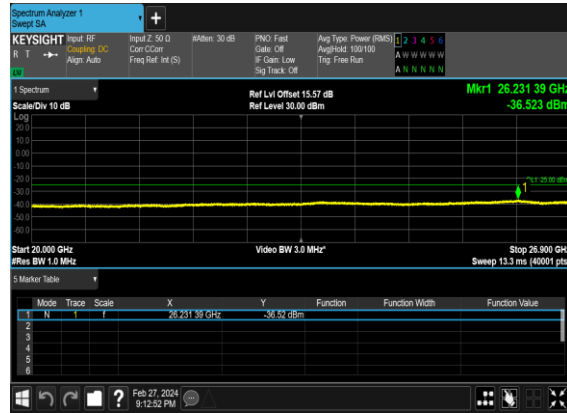 Spectrum Analyzer 1
Swept SA
+
KEYSIGHT Input: RF Input Z: 50 Ω #Atten: 30 dB PNO: Fast Avg Type: Power (RMS) 1 2 3 4 5 6
R T Coupling: DC Corr CCorr Gate: Off Avg|Hold: 100/100 A W W W W W
Align: Auto Freq Ref: Int (S) IF Gain: Low Trig: Free Run A N N N N N
Sig Track: Off
1 Spectrum
Ref Lvl Offset 15.57 dB Mkr1 26.231 39 GHz
Scale/Div 10 dB Ref Level 30.00 dBm -36.523 dBm
Log
20.0
10.0
0.00
-10.0
-20.0
DL1 -25.00 dBm
1
-30.0
-40.0
-50.0
-60.0
Start 20.000 GHz Video BW 3.0 MHz* Stop 26.900 GHz
#Res BW 1.0 MHz Sweep 13.3 ms (40001 pts)
5 Marker Table
Mode Trace Scale X Y Function Function Width Function Value
1 N 1 f 26.231 39 GHz -36.52 dBm
2
3
4
5
6
?
Feb 27, 2024
9:12:52 PM